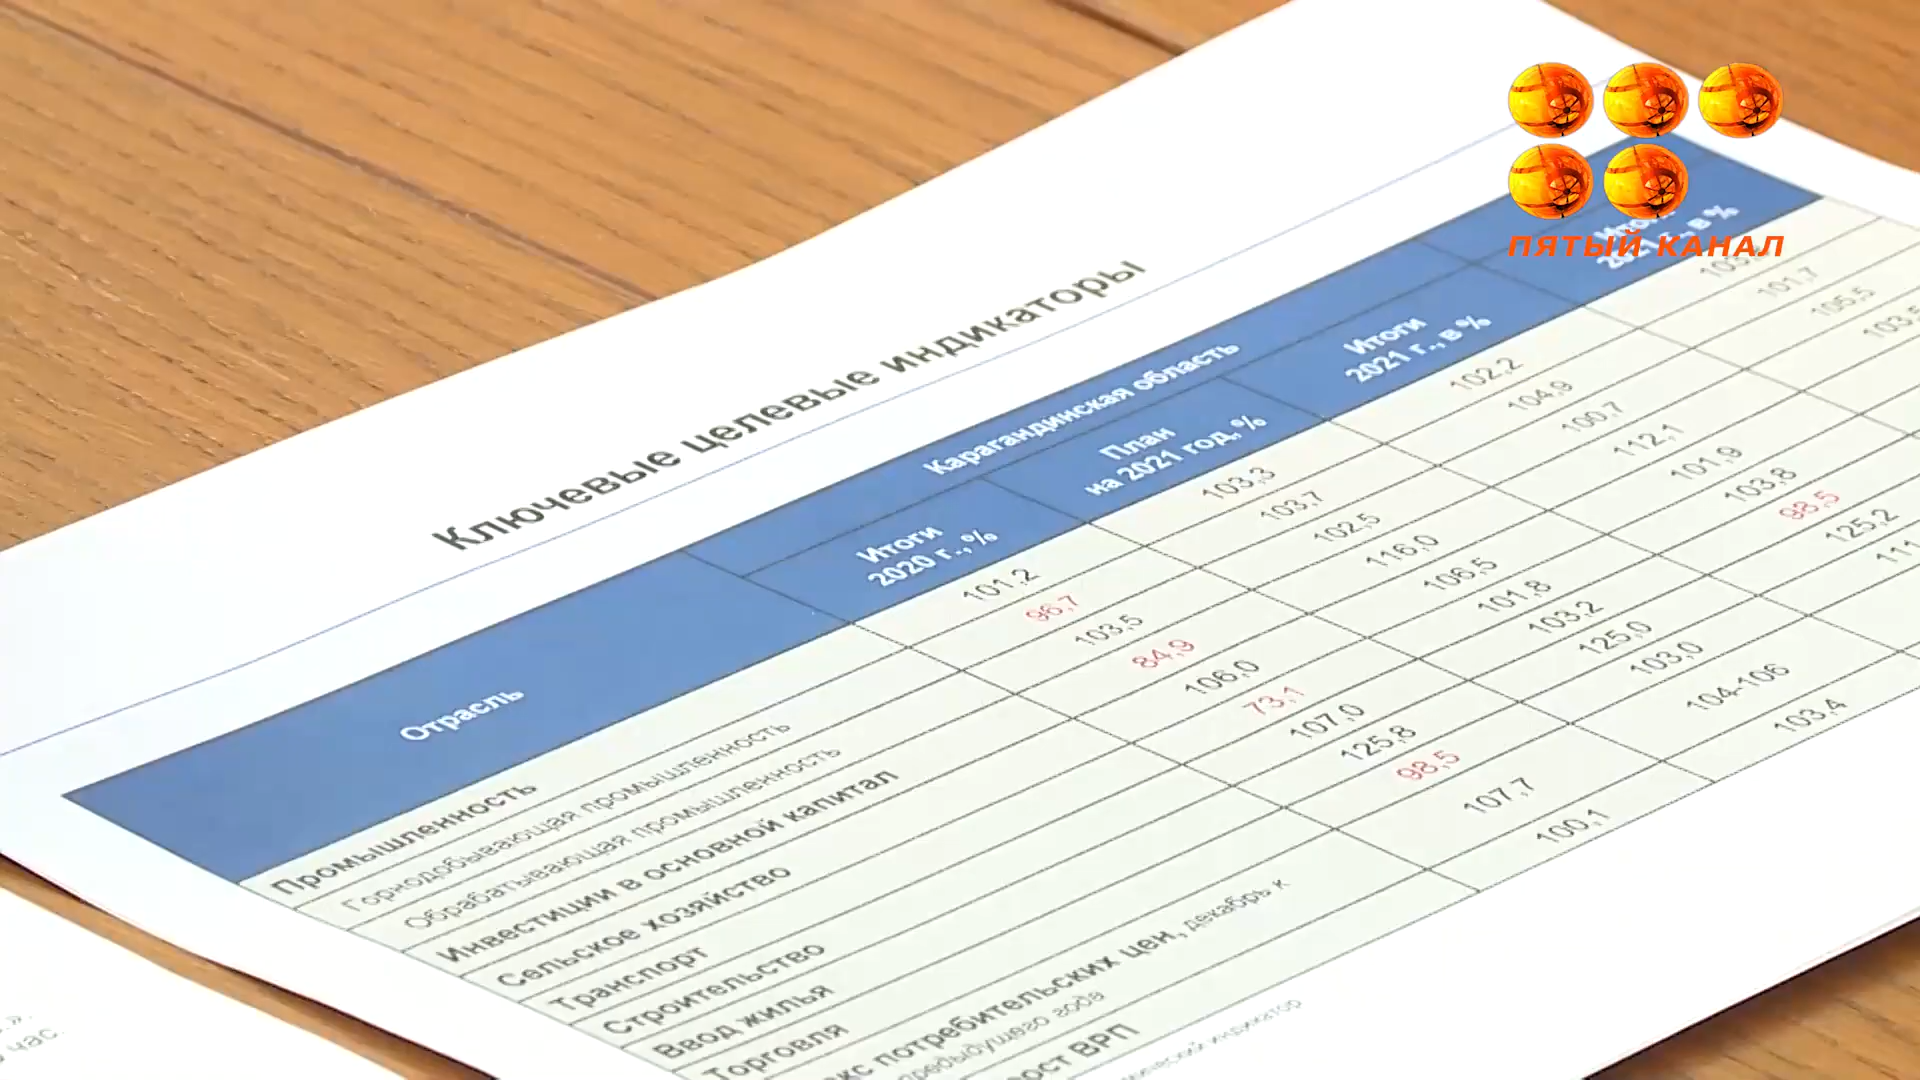 ПЯТЫЙ КАНАЛ
Ключевые целевые индикаторы
Отрасль
Карагандинская область
Итоги
2020 г., %
План
на 2021 год, %
Итоги
2021 г., в %
в %
Промышленность 101,2 103,3 102,2
Горнодобывающая промышленность 96,7 103,7 104,9 101,7
Обрабатывающая промышленность 103,5 102,5 100,7 105,5
Инвестиции в основной капитал 84,9 116,0 112,1 103,5
Сельское хозяйство 106,0 106,5 101,9
Транспорт 73,1 101,8 103,8
Строительство 107,0 103,2 98,5
Ввод жилья 125,8 125,0 125,2
Торговля 98,5 103,0 111
потребительских цен, декабрь к
предыдущего года 107,7 104-106
ВРП 100,1 103,4
индикатор
час